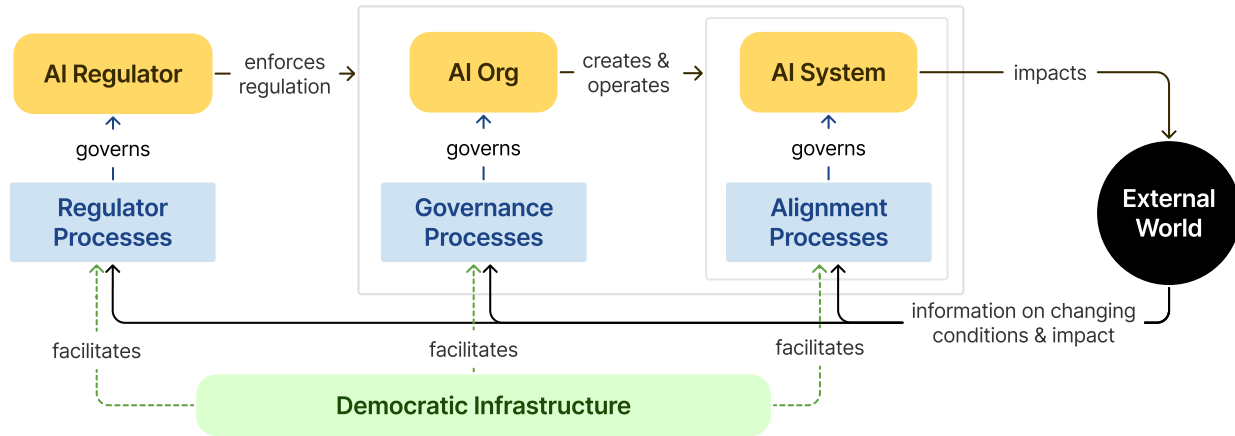 AI Regulator
enforces
regulation
AI Org
creates &
operates
AI System
impacts
governs
governs
governs
Regulator
Processes
Governance
Processes
Alignment
Processes
External
World
information on changing
conditions & impact
facilitates
facilitates
facilitates
Democratic Infrastructure